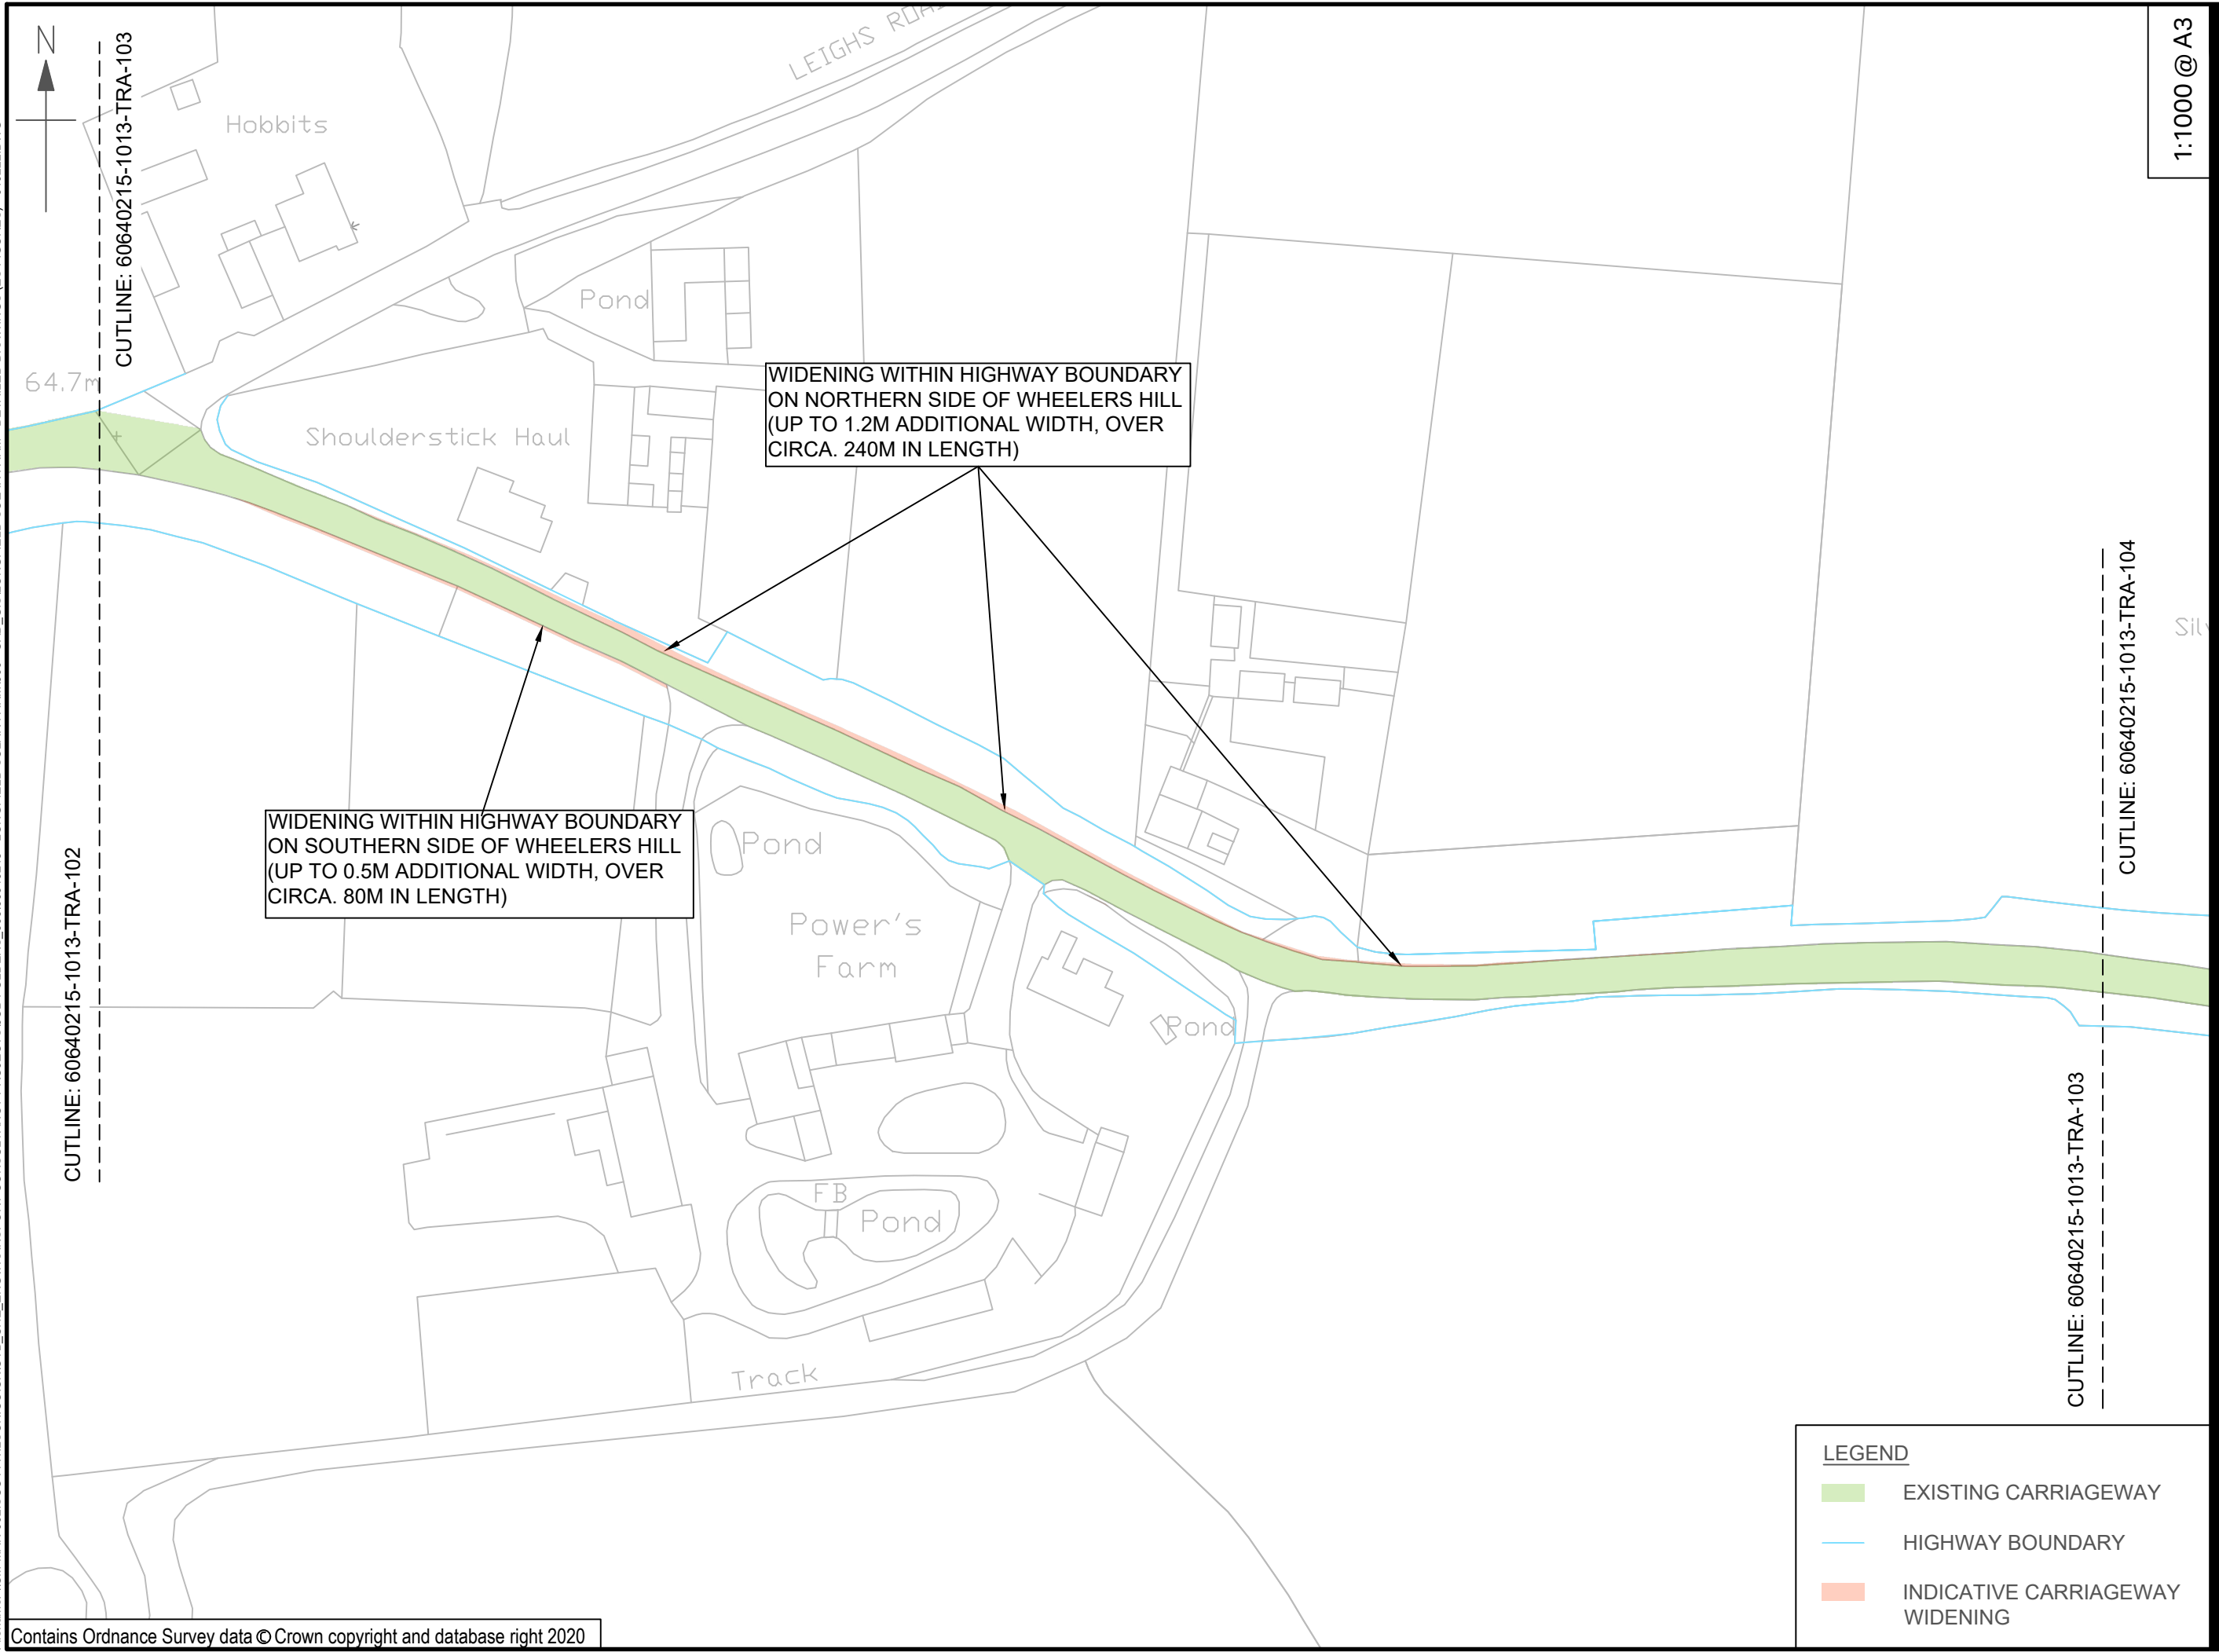 N
CUTLINE: 60640215-1013-TRA-103
LEIGHS
1:1000 @ A3
Hobbits
Pond
64.7m
Shoulderstick Haul
WIDENING WITHIN HIGHWAY BOUNDARY
ON NORTHERN SIDE OF WHEELERS HILL
(UP TO 1.2M ADDITIONAL WIDTH, OVER
CIRCA. 240M IN LENGTH)
CUTLINE: 60640215-1013-TRA-104
WIDENING WITHIN HIGHWAY BOUNDARY
ON SOUTHERN SIDE OF WHEELERS HILL
(UP TO 0.5M ADDITIONAL WIDTH, OVER
CIRCA. 80M IN LENGTH)
CUTLINE: 60640215-1013-TRA-102
Pond
Power's
Farm
Pond
FB
Pond
Track
CUTLINE: 60640215-1013-TRA-103
LEGEND
EXISTING CARRIAGEWAY
HIGHWAY BOUNDARY
INDICATIVE CARRIAGEWAY
WIDENING
Contains Ordnance Survey data © Crown copyright and database right 2020